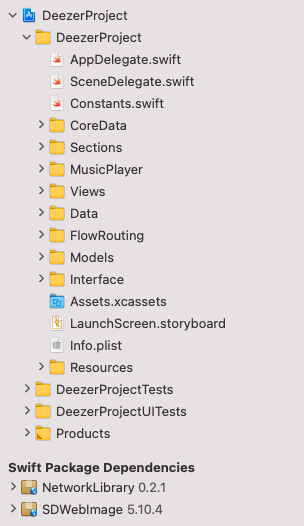 DeezerProject
DeezerProject
AppDelegate.swift
SceneDelegate.swift
Constants.swift
CoreData
Sections
MusicPlayer
Views
Data
FlowRouting
Models
Interface
Assets.xcassets
LaunchScreen.storyboard
Info.plist
Resources
DeezerProjectTests
DeezerProjectUITests
Products
Swift Package Dependencies
NetworkLibrary 0.2.1
SDWebImage 5.10.4